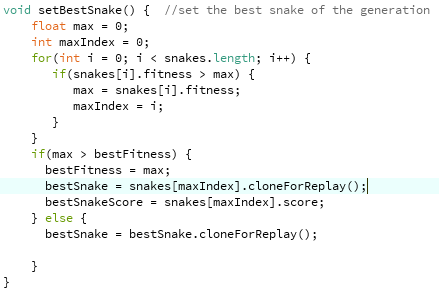 void setBestSnake() {  //set the best snake of the generation
    float max = 0;
    int maxIndex = 0;
    for(int i = 0; i < snakes.length; i++) {
       if(snakes[i].fitness > max) {
          max = snakes[i].fitness;
          maxIndex = i;
       }
    }
    if(max > bestFitness) {
      bestFitness = max;
      bestSnake = snakes[maxIndex].cloneForReplay();
      bestSnakeScore = snakes[maxIndex].score;
    } else {
      bestSnake = bestSnake.cloneForReplay();
    }
}